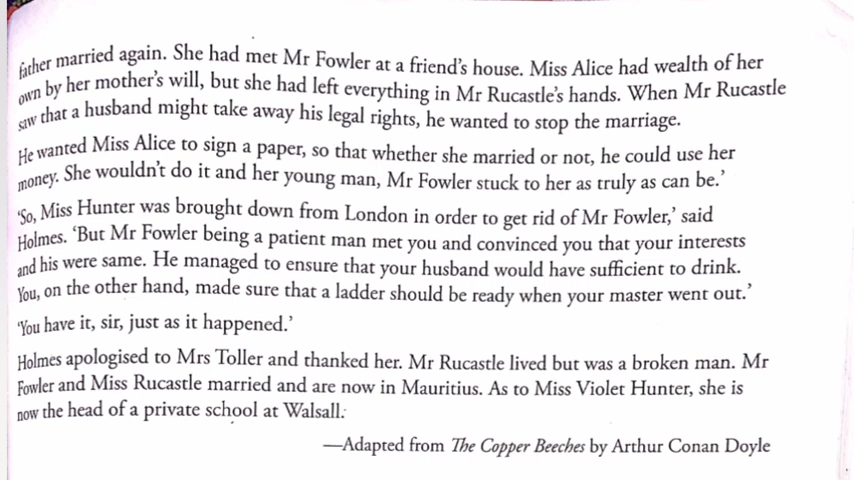 father married again. She had met Mr Fowler at a friend's house. Miss Alice had wealth of her
own by her mother's will, but she had left everything in Mr Rucastle's hands. When Mr Rucastle
saw that a husband might take away his legal rights, he wanted to stop the marriage.
He wanted Miss Alice to sign a paper, so that whether she married or not, he could use her
money. She wouldn't do it and her young man, Mr Fowler stuck to her as truly as can be.'
'So, Miss Hunter was brought down from London in order to get rid of Mr Fowler,' said
Holmes. 'But Mr Fowler being a patient man met you and convinced you that your interests
and his were same. He managed to ensure that your husband would have sufficient to drink.
You, on the other hand, made sure that a ladder should be ready when your master went out.'
'You have it, sir, just as it happened.'
Holmes apologised to Mrs Toller and thanked her. Mr Rucastle lived but was a broken man. Mr
Fowler and Miss Rucastle married and are now in Mauritius. As to Miss Violet Hunter, she is
now the head of a private school at Walsall.
—Adapted from The Copper Beeches by Arthur Conan Doyle